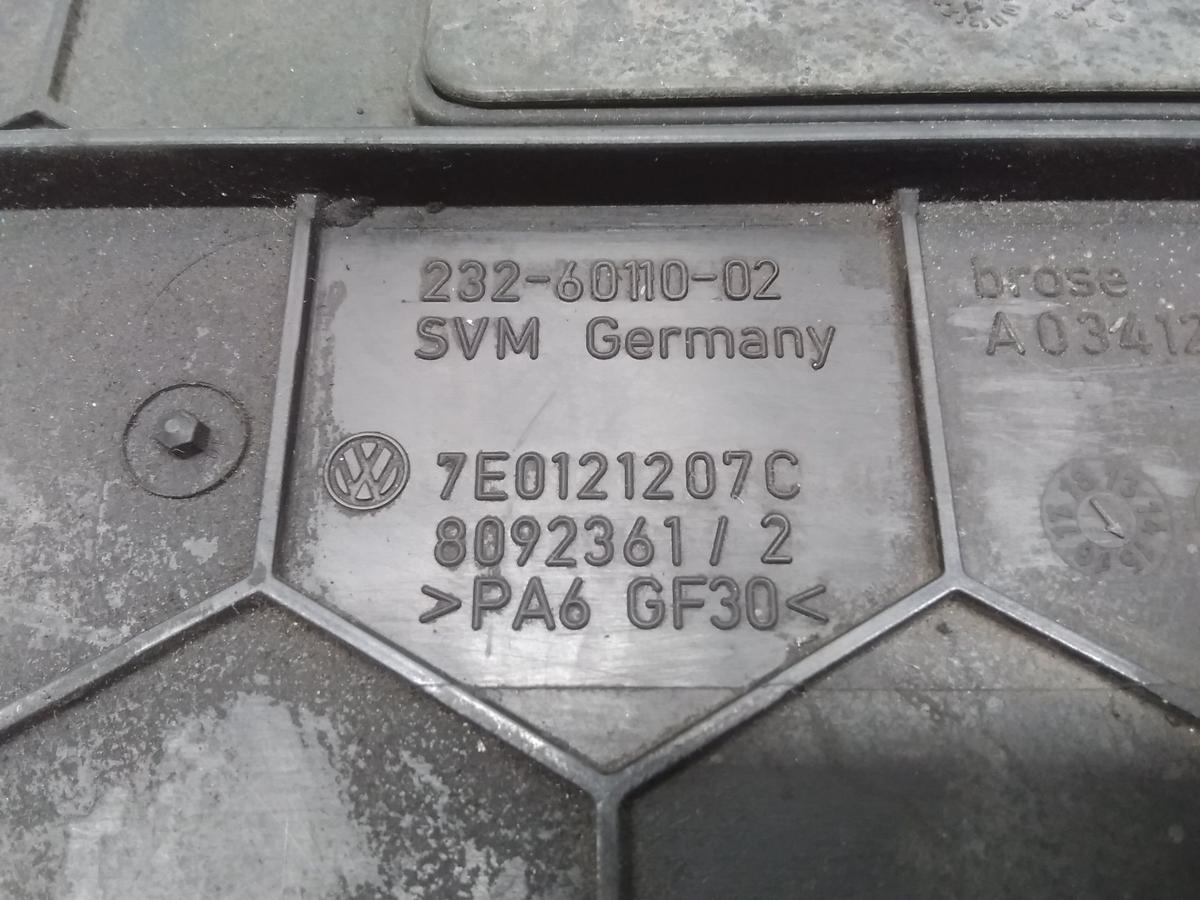 232-60110-02
SVM Germany
7E0121207C
8092361/2
>PA6 GF30<
brose
A03412